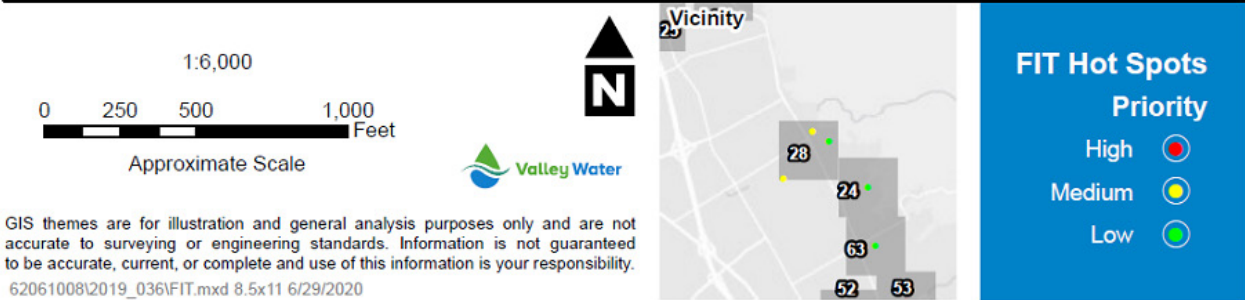 1:6,000
0 250 500 1,000
Feet
Approximate Scale
N
Valley Water
GIS themes are for illustration and general analysis purposes only and are not
accurate to surveying or engineering standards. Information is not guaranteed
to be accurate, current, or complete and use of this information is your responsibility.
62061008\2019_036\FIT.mxd 8.5x11 6/29/2020
Vicinity
28
24
63
52 53
FIT Hot Spots
Priority
High
Medium
Low